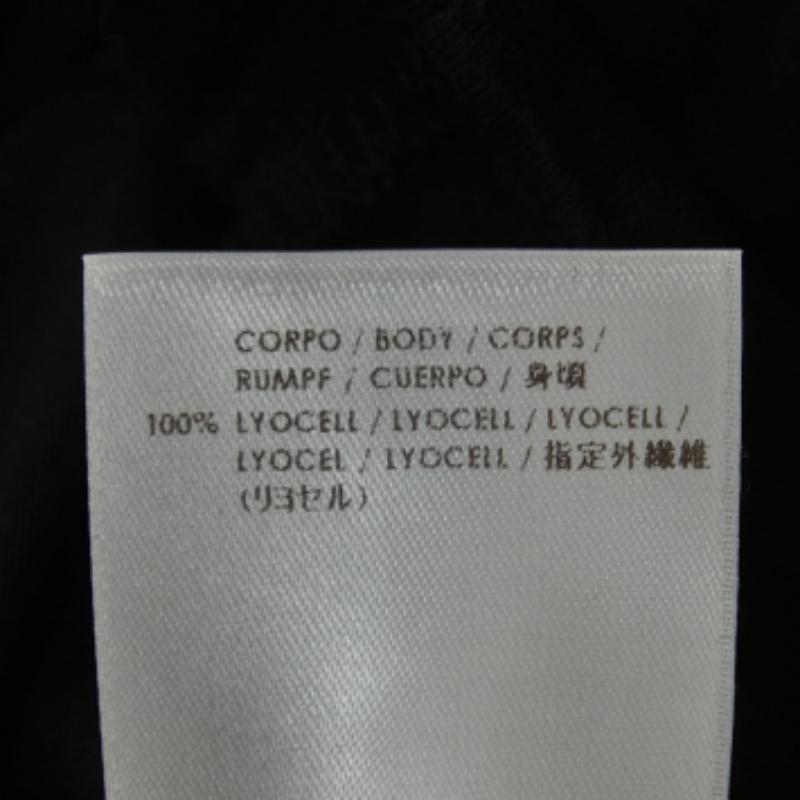 CORPO / BODY / CORPS /
RUMPF / CUERPO / 身頃
100% LYOCELL / LYOCELL / LYOCELL /
LYOCEL / LYOCELL / 指定外繊維
(リヨセル)